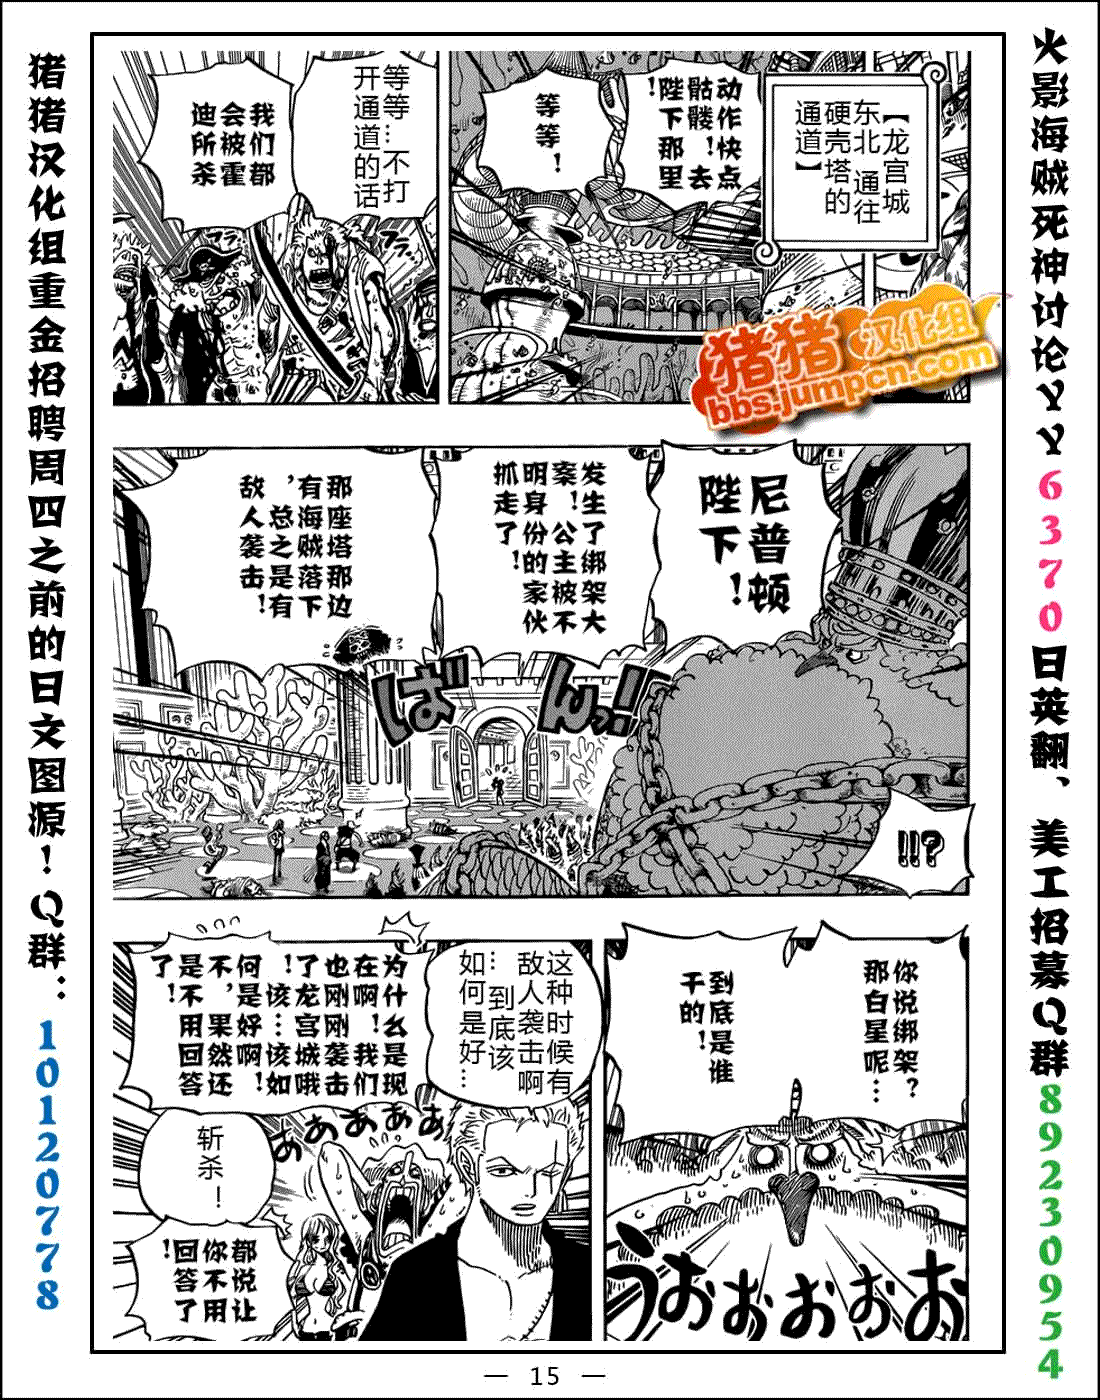 火影海贼死神讨论YY6370日英翻、美工招募Q群89230954
猪猪汉化组重金招聘周四之前的日文图源！Q群：101220778
【龙宫城
东北 通往
硬壳塔的
通道】
动作快点
骷髅！去
陛下那里
！
等等！
等等…不打
开通道的话
我们都
会被霍
迪所杀
猪猪汉化组
bbs.jumpcn.com
尼普顿
陛下！
发生了绑架大
案！公主被不
明身份的家伙
抓走了！
那座塔那边
有海贼落下
，总之是有
敌人袭击！
ばんっ!!
!!?
你说绑架？
那白星呢…
到底是谁
干的！
うおおおおお
这种时候有
敌人袭击啊
…到底该
如何是好…
为什么是现
在啊！我们
也刚刚袭击
了龙宫城哦
！该…该如
何是好啊！
不，果然还
是不用回答
了！
ああああああ
斩杀！
都说让
你不用
回答了
！
— 15 —